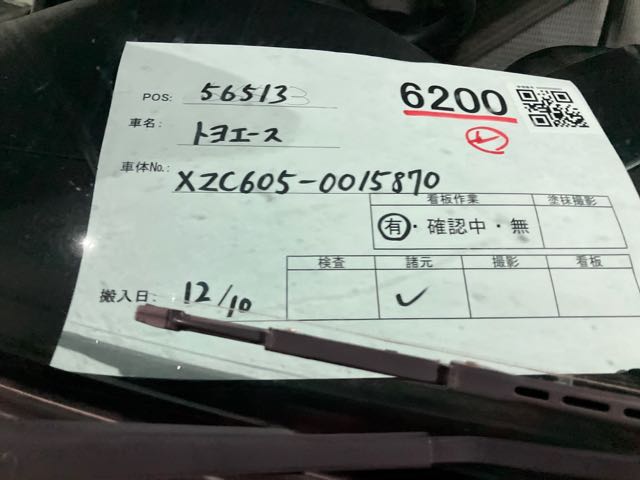 POS: 56513
6200
車名: トヨエース
車体No.: XZC605-0015870
看板作業 塗抹撮影
有・確認中・無
検査 諸元 撮影 看板
✓
搬入日: 12/10